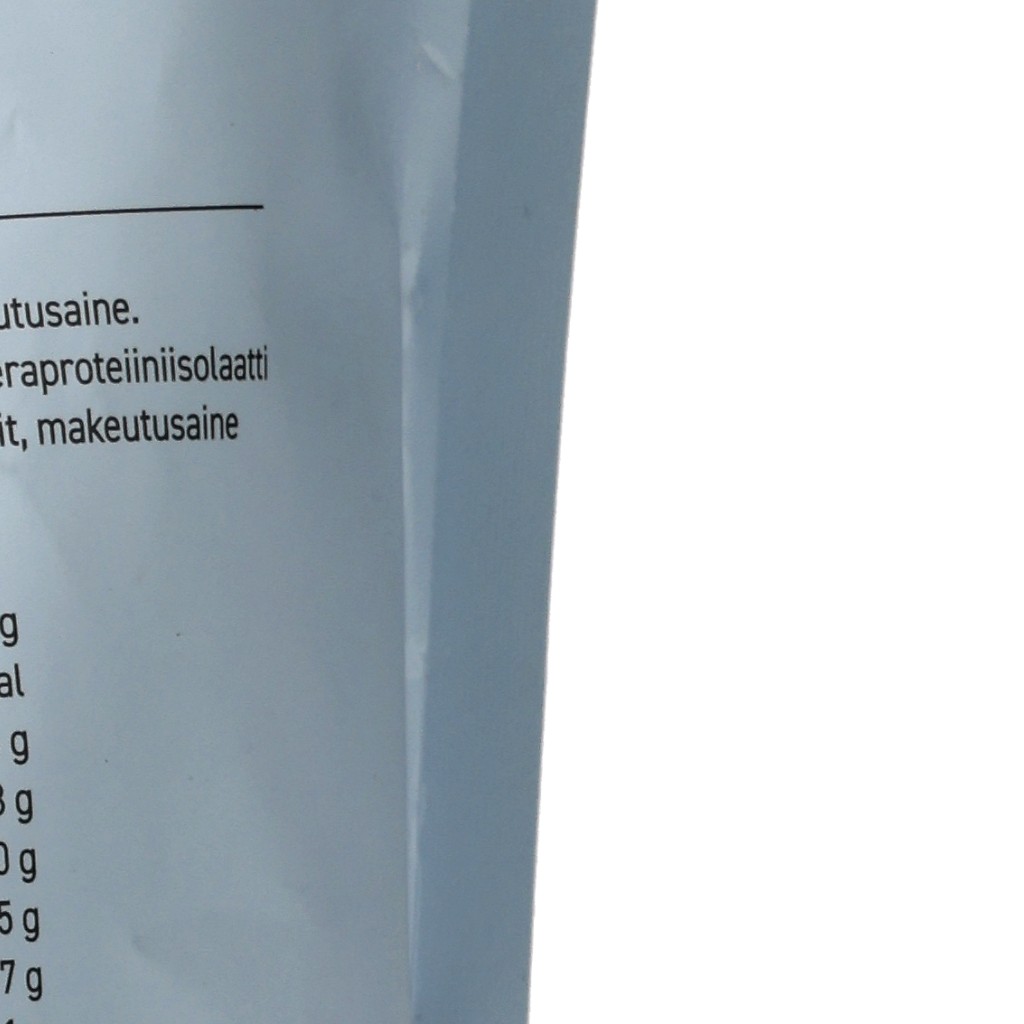 utusaine.
eraproteiiniisolaatti
it, makeutusaine
g
al
g
3 g
0 g
5 g
7 g